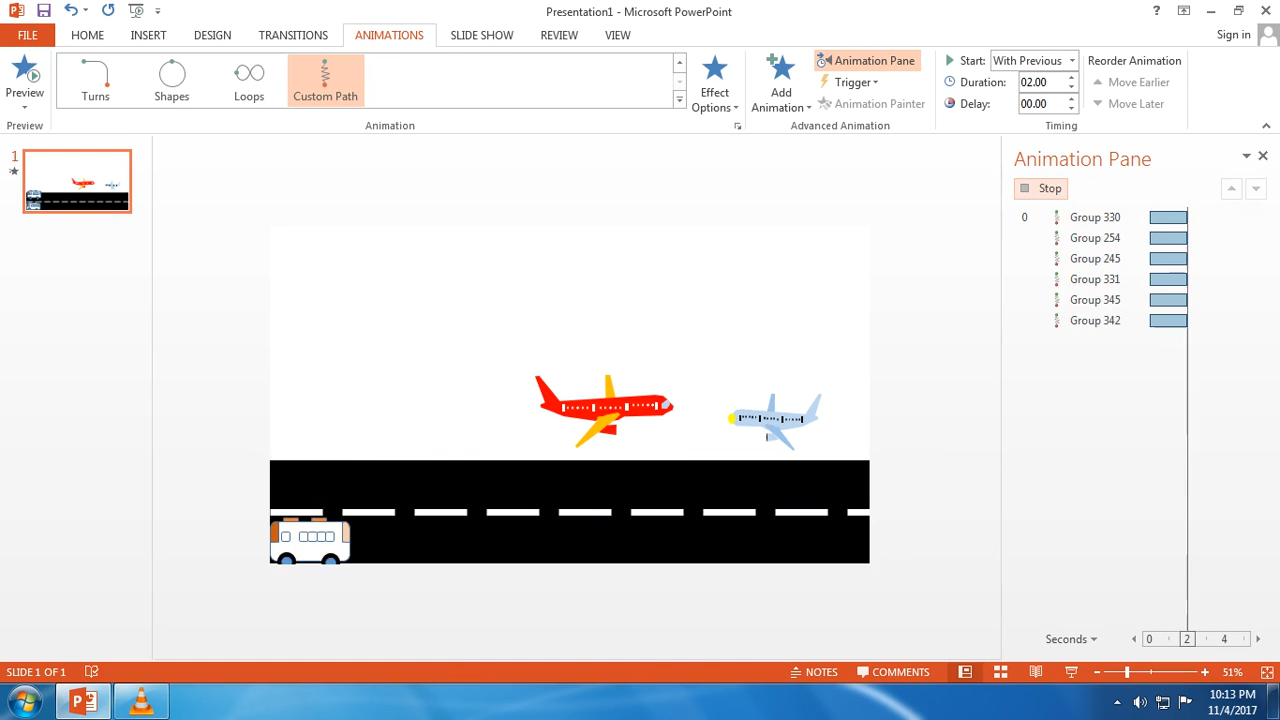 Presentation1 - Microsoft PowerPoint
?
FILE HOME INSERT DESIGN TRANSITIONS ANIMATIONS SLIDE SHOW REVIEW VIEW Sign in
Preview
Turns Shapes Loops Custom Path
Effect Options
Add Animation
Animation Pane
Trigger
Animation Painter
Start: With Previous
Duration: 02.00
Delay: 00.00
Reorder Animation
Move Earlier
Move Later
Preview Animation Advanced Animation Timing
1
Animation Pane
Stop
0 Group 330
Group 254
Group 245
Group 331
Group 345
Group 342
Seconds 0 2 4
SLIDE 1 OF 1 NOTES COMMENTS 51%
10:13 PM
11/4/2017